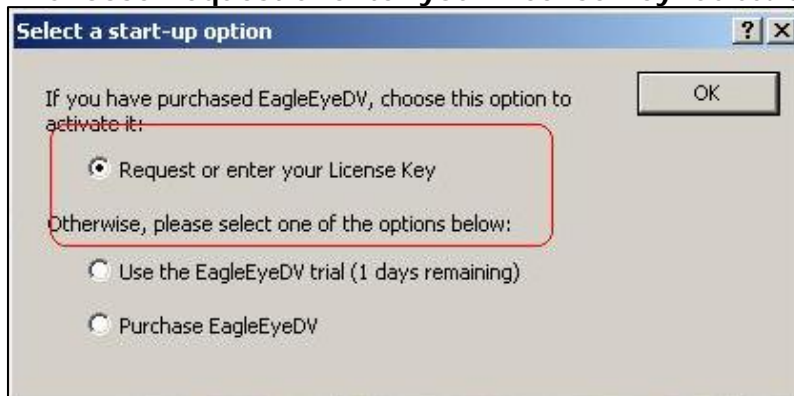 Select a start-up option
If you have purchased EagleEyeDV, choose this option to
OK
activate it:
Request or enter your License Key
Otherwise, please select one of the options below:
Use the EagleEyeDV trial (1 days remaining)
Purchase EagleEyeDV